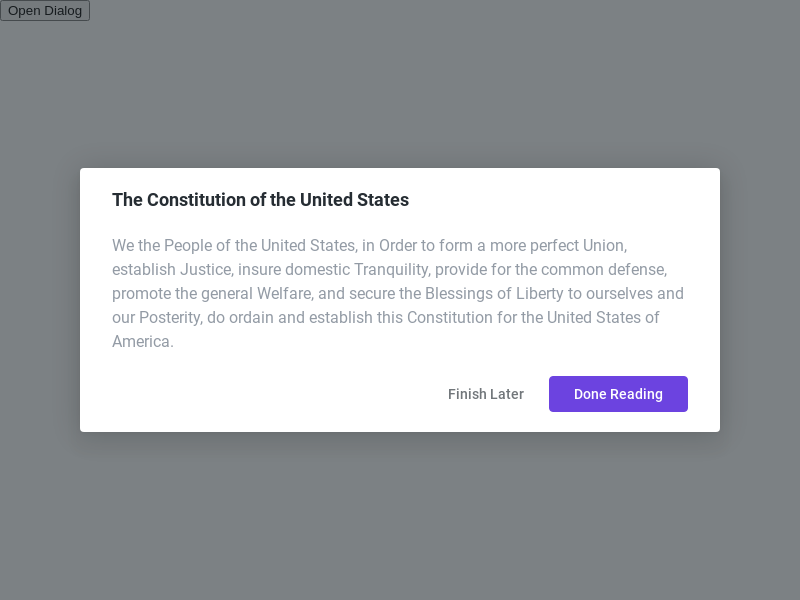 Open Dialog
The Constitution of the United States
We the People of the United States, in Order to form a more perfect Union,
establish Justice, insure domestic Tranquility, provide for the common defense,
promote the general Welfare, and secure the Blessings of Liberty to ourselves and
our Posterity, do ordain and establish this Constitution for the United States of
America.
Finish Later
Done Reading